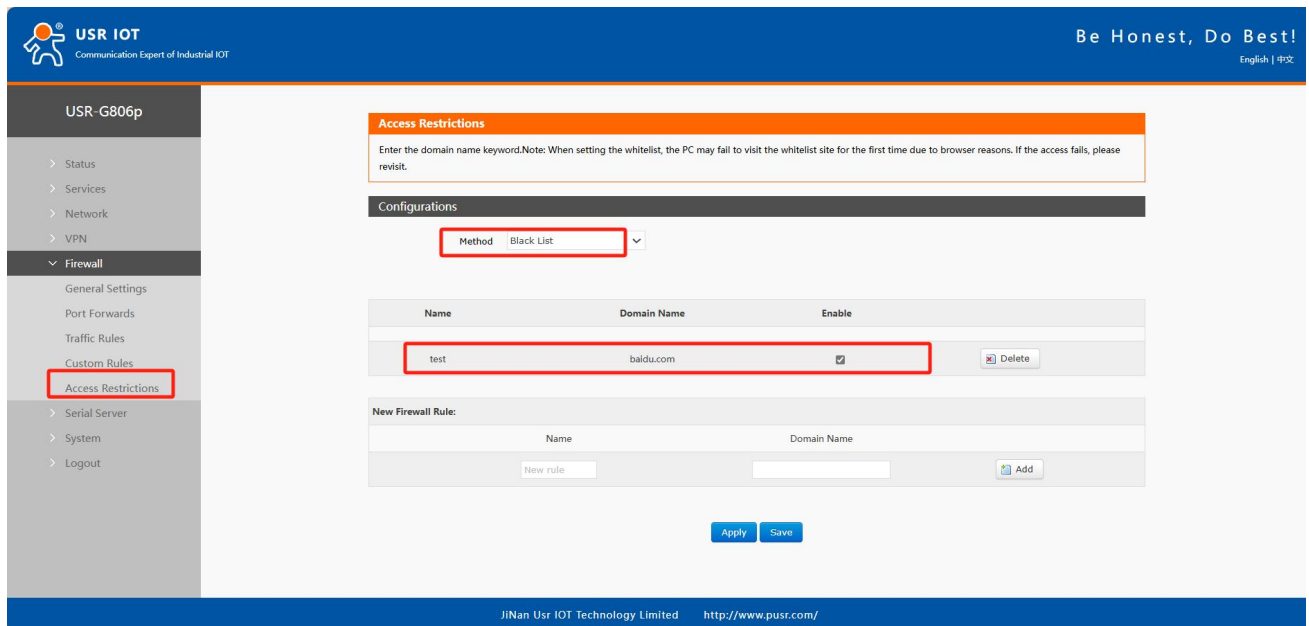 USR IOT
Communication Expert of Industrial IOT
Be Honest, Do Best!
English | 中文
USR-G806p
Status
Services
Network
VPN
Firewall
General Settings
Port Forwards
Traffic Rules
Custom Rules
Access Restrictions
Serial Server
System
Logout
Access Restrictions
Enter the domain name keyword.Note: When setting the whitelist, the PC may fail to visit the whitelist site for the first time due to browser reasons. If the access fails, please
revisit.
Configurations
Method Black List
Name Domain Name Enable
test baidu.com Delete
New Firewall Rule:
Name Domain Name
New rule Add
Apply Save
JiNan Usr IOT Technology Limited http://www.pusr.com/